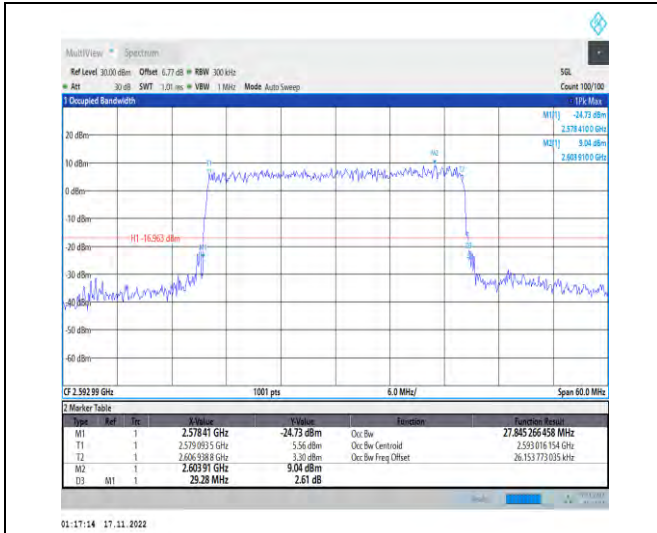 MultiView Spectrum
Ref Level 30.00 dBm Offset 6.77 dB RBW 300 kHz SGL
Att 30 dB SWT 1.01 ms VBW 1 MHz Mode Auto Sweep Count 100/100
1 Occupied Bandwidth 1Pk Max
M1[1] -24.73 dBm
2.578 4100 GHz
20 dBm
M2[1] 9.04 dBm
2.603 9100 GHz
M2
10 dBm
T1
0 dBm
-10 dBm
H1 -16.963 dBm
-20 dBm
-30 dBm
-40 dBm
-50 dBm
-60 dBm
CF 2.592 99 GHz 1001 pts 6.0 MHz/ Span 60.0 MHz
2 Marker Table
Type Ref Trc X-Value Y-Value Function Function Result
M1 1 2.578 41 GHz -24.73 dBm Occ Bw 27.845 266 458 MHz
T1 1 2.579 093 5 GHz 5.56 dBm Occ Bw Centroid 2.593 016 154 GHz
T2 1 2.606 938 8 GHz 3.30 dBm Occ Bw Freq Offset 26.153 773 035 kHz
M2 1 2.603 91 GHz 9.04 dBm
D3 M1 1 29.28 MHz 2.61 dB
01:17:14 17.11.2022